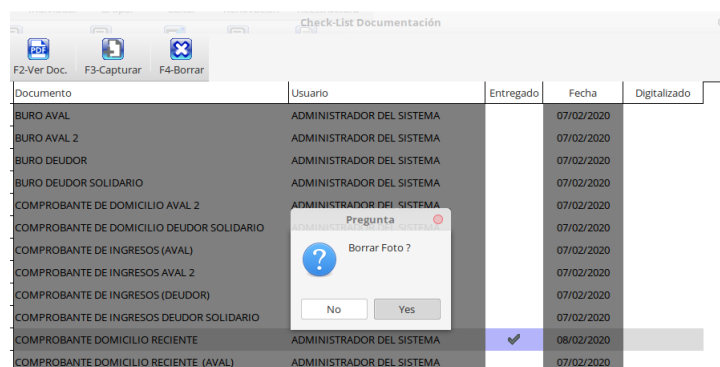 Check-List Documentación
F2-Ver Doc. F3-Capturar F4-Borrar
Documento Usuario Entregado Fecha Digitalizado
BURO AVAL ADMINISTRADOR DEL SISTEMA 07/02/2020
BURO AVAL 2 ADMINISTRADOR DEL SISTEMA 07/02/2020
BURO DEUDOR ADMINISTRADOR DEL SISTEMA 07/02/2020
BURO DEUDOR SOLIDARIO ADMINISTRADOR DEL SISTEMA 07/02/2020
COMPROBANTE DE DOMICILIO AVAL 2 ADMINISTRADOR DEL SISTEMA 07/02/2020
COMPROBANTE DE DOMICILIO DEUDOR SOLIDARIO 07/02/2020
Pregunta
COMPROBANTE DE INGRESOS (AVAL) 07/02/2020
Borrar Foto ?
COMPROBANTE DE INGRESOS AVAL 2 07/02/2020
COMPROBANTE DE INGRESOS (DEUDOR) 07/02/2020
COMPROBANTE DE INGRESOS DEUDOR SOLIDARIO 07/02/2020
No Yes
COMPROBANTE DOMICILIO RECIENTE ADMINISTRADOR DEL SISTEMA 08/02/2020
COMPROBANTE DOMICILIO RECIENTE (AVAL) ADMINISTRADOR DEL SISTEMA 07/02/2020